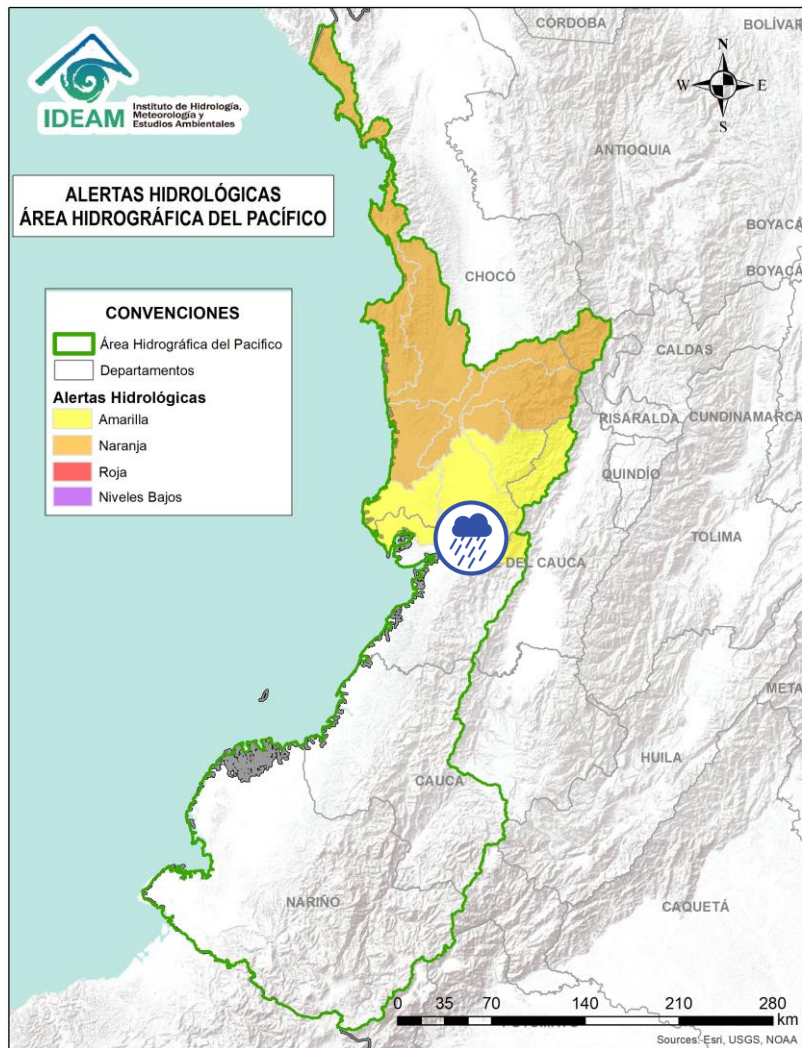 CÓRDOBA
BOLÍVAR
N
W E
S
IDEAM
Instituto de Hidrología,
Meteorología y
Estudios Ambientales
ANTIOQUIA
ALERTAS HIDROLÓGICAS
ÁREA HIDROGRÁFICA DEL PACÍFICO
BOYACÁ
BOYACÁ
CHOCÓ
CONVENCIONES
Área Hidrográfica del Pacifico
Departamentos
Alertas Hidrológicas
Amarilla
Naranja
Roja
Niveles Bajos
CALDAS
RISARALDA
CUNDINAMARCA
QUINDÍO
TOLIMA
DEL CAUCA
META
HUILA
CAUCA
NARIÑO
CAQUETÁ
0 35 70 140 210 280
km
Sources: Esri, USGS, NOAA